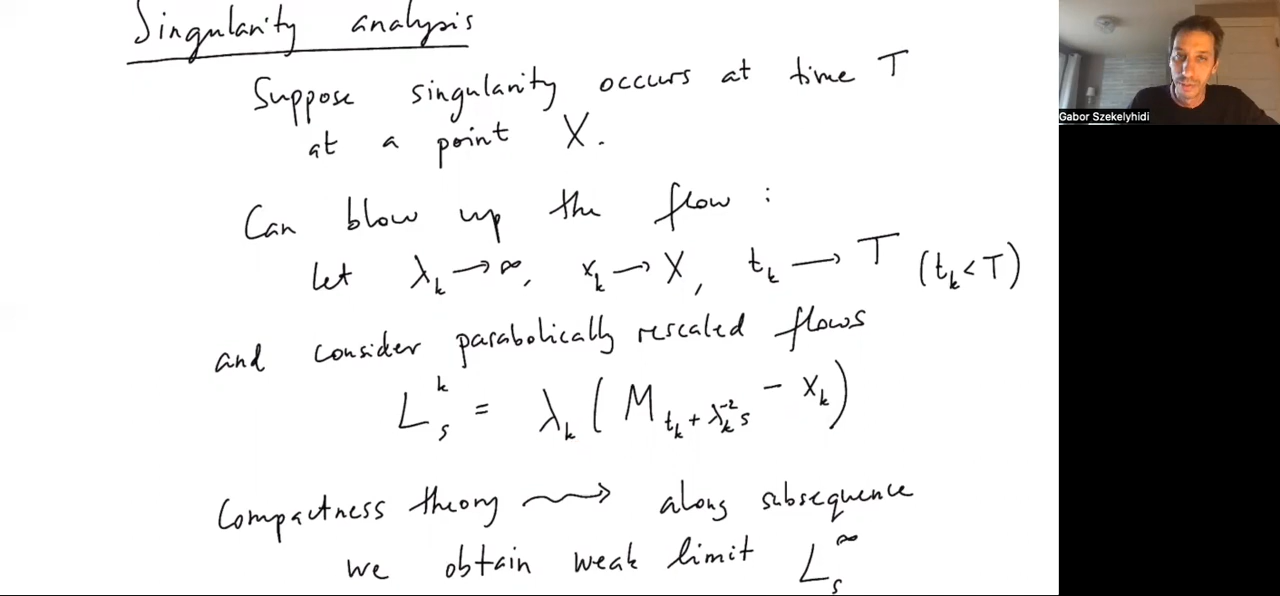 Singularity analysis
Suppose singularity occurs at time T
at a point X.
Can blow up the flow :
let λ_k → ∞, x_k → X, t_k → T (t_k < T)
and consider parabolically rescaled flows
L_s^k = λ_k ( M_{t_k + λ_k^{-2} s} - x_k )
Compactness theory ⇝ along subsequence
we obtain weak limit L_s^∞
Gabor Szekelyhidi